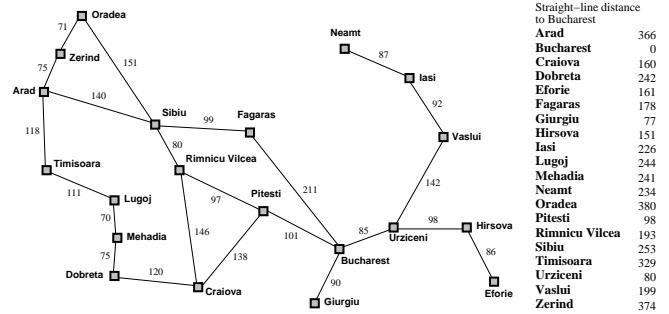 Straight–line distance
to Bucharest
Oradea
71
Neamt
Zerind
87
151
75
Iasi
Arad
140
92
Sibiu
Fagaras
99
118
Vaslui
80
Timisoara
Rimnicu Vilcea
142
111
211
Lugoj
97
Pitesti
70
98
Hirsova
146
85
Mehadia
101
Urziceni
138
86
75
Bucharest
Dobreta
120
90
Craiova
Eforie
Giurgiu
Arad 366
Bucharest 0
Craiova 160
Dobreta 242
Eforie 161
Fagaras 178
Giurgiu 77
Hirsova 151
Iasi 226
Lugoj 244
Mehadia 241
Neamt 234
Oradea 380
Pitesti 98
Rimnicu Vilcea 193
Sibiu 253
Timisoara 329
Urziceni 80
Vaslui 199
Zerind 374